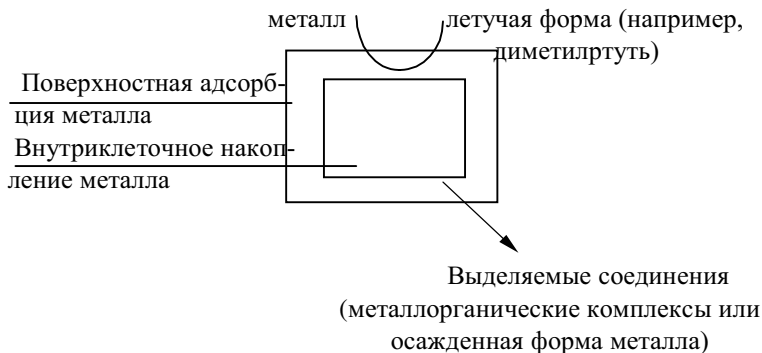 металл
летучая форма (например,
диметилртуть)
Поверхностная адсорб-
ция металла
Внутриклеточное накоп-
ление металла
Выделяемые соединения
(металлорганические комплексы или
осажденная форма металла)